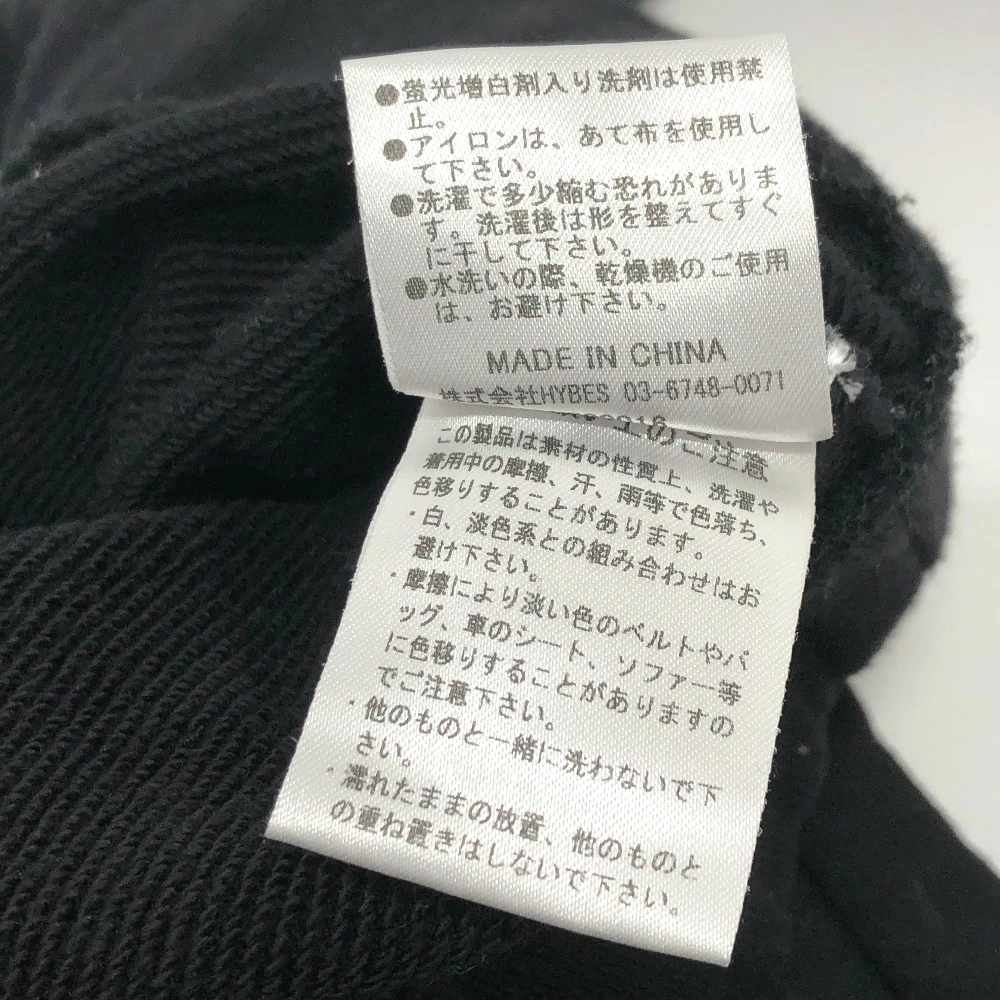 ●蛍光増白剤入り洗剤は使用禁
止。
●アイロンは、あて布を使用し
て下さい。
●洗濯で多少縮む恐れがありま
す。洗濯後は形を整えてすぐ
に干して下さい。
●水洗いの際、乾燥機のご使用
は、お避け下さい。
MADE IN CHINA
株式会社HYBES 03-6748-0071
のご注意
この製品は素材の性質上、洗濯や
着用中の摩擦、汗、雨等で色落ち、
色移りすることがあります。
・白、淡色系との組み合わせはお
避け下さい。
・摩擦により淡い色のベルトやバ
ッグ、車のシート、ソファー等
に色移りすることがありますの
でご注意下さい。
・他のものと一緒に洗わないで下
さい。
・濡れたままの放置、他のものと
の重ね置きはしないで下さい。